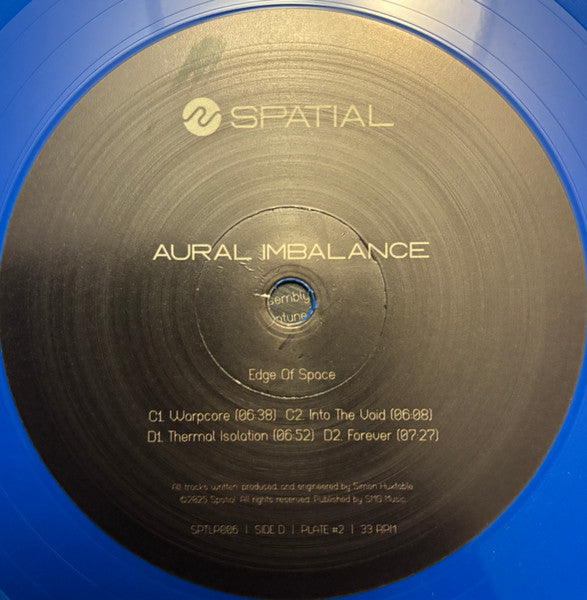 SPATIAL
AURAL IMBALANCE
sembly
ptune
Edge Of Space
C1. Warpcore (06:38) C2. Into The Void (06:08)
D1. Thermal Isolation (06:52) D2. Forever (07:27)
All tracks written produced and engineered by Simon Huxtable
©2025 Spatial. All rights reserved. Published by SMG Music.
SPTLP006 | SIDE D | PLATE #2 | 33 RPM